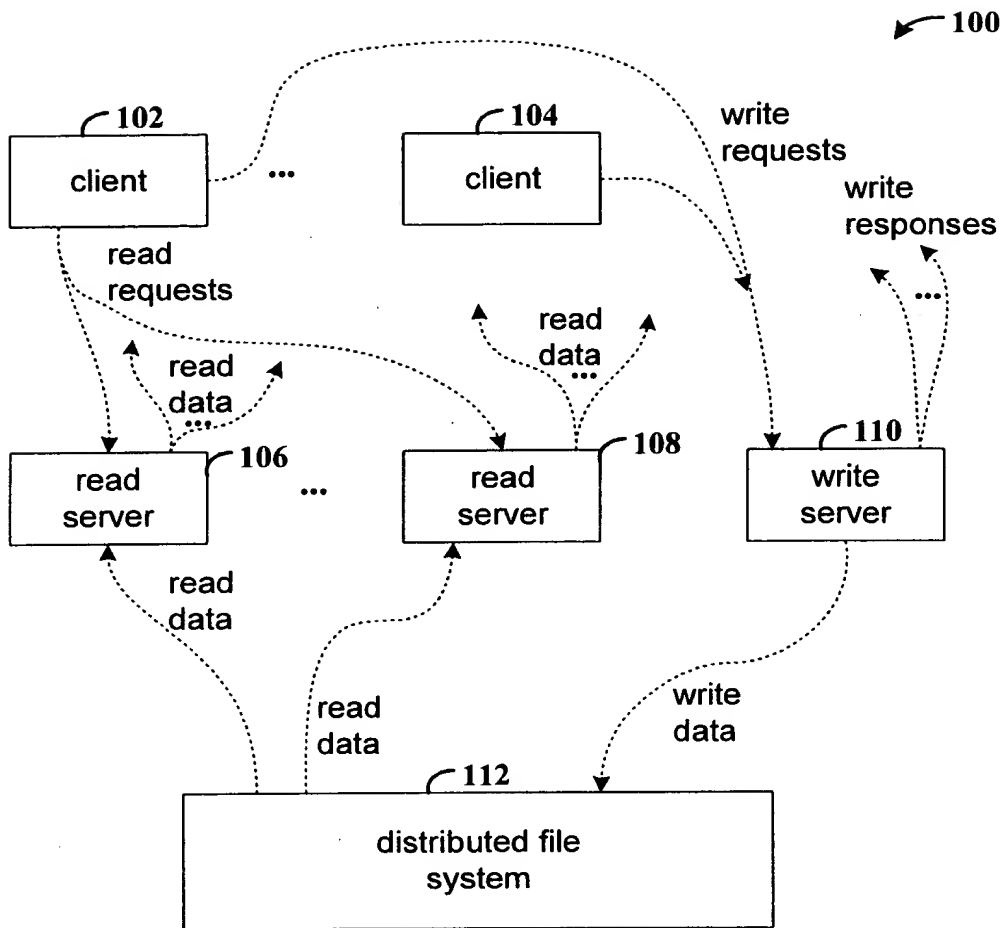 100
102
client
...
104
client
write
requests
write
responses
...
read
requests
read
data
...
read
data
...
106
read
server
...
108
read
server
110
write
server
read
data
read
data
write
data
112
distributed file
system